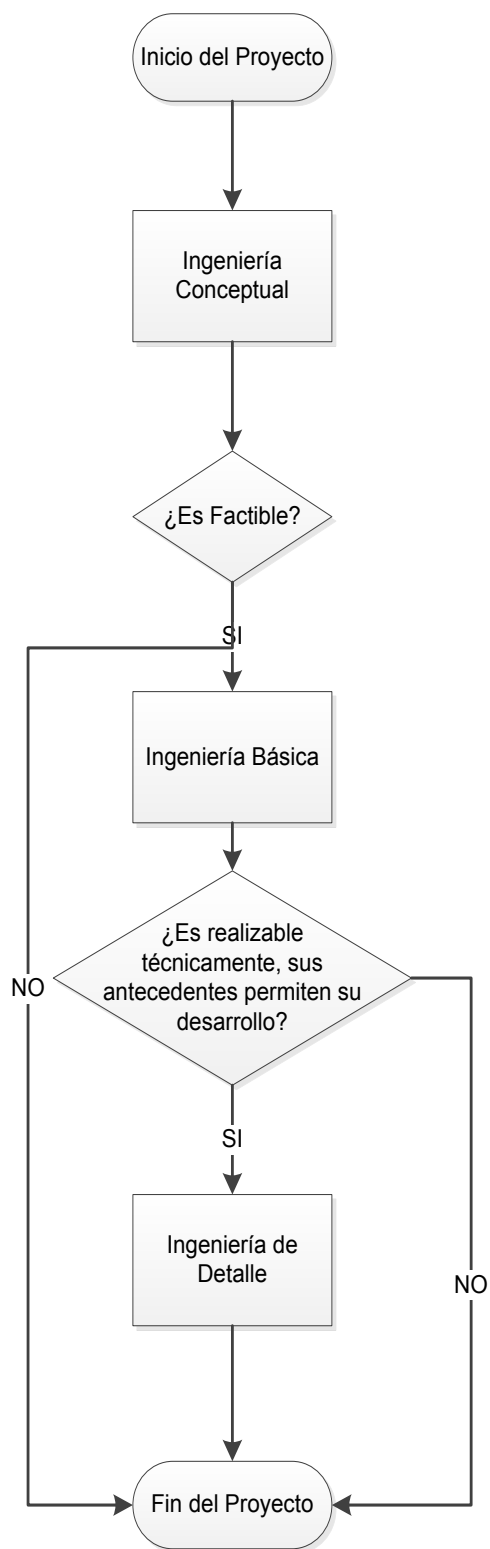 Inicio del Proyecto
Ingeniería
Conceptual
¿Es Factible?
SI
Ingeniería Básica
¿Es realizable
técnicamente, sus
antecedentes permiten su
desarrollo?
NO
SI
Ingeniería de
Detalle
NO
Fin del Proyecto